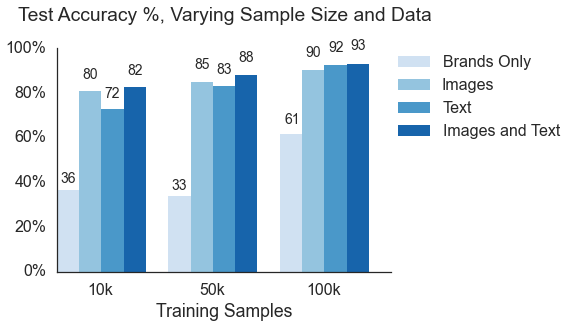 Test Accuracy %, Varying Sample Size and Data
100%
80%
60%
40%
20%
0%
36
80
72
82
33
85
83
88
61
90
92
93
10k
50k
100k
Training Samples
Brands Only
Images
Text
Images and Text